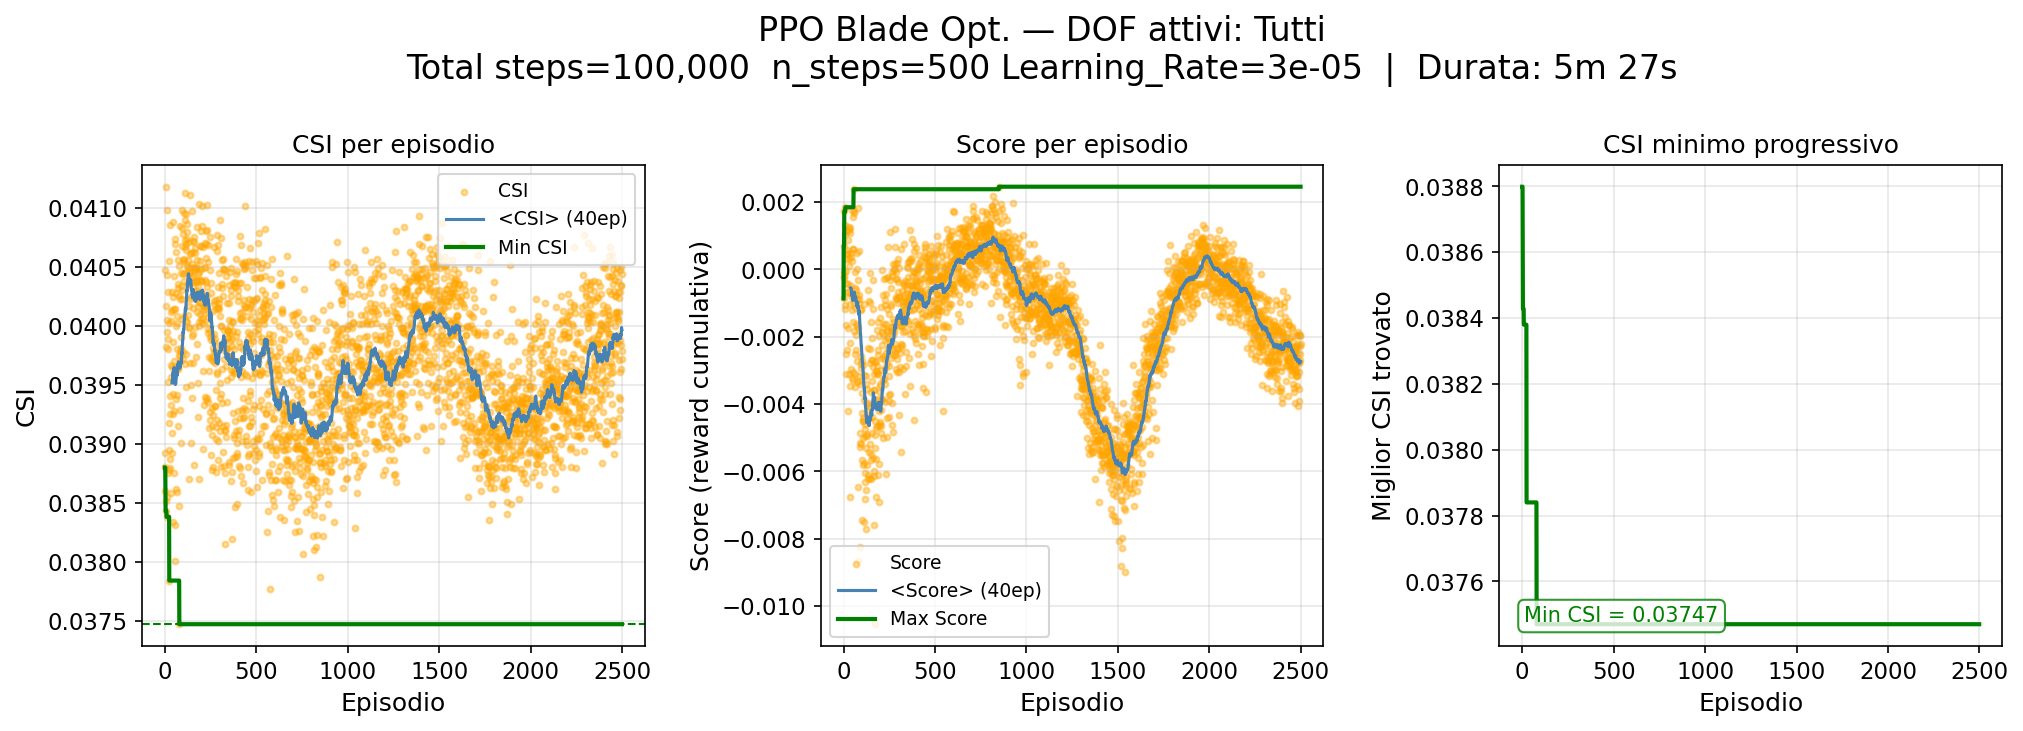 PPO Blade Opt. — DOF attivi: Tutti
Total steps=100,000  n_steps=500 Learning_Rate=3e-05  |  Durata: 5m 27s
CSI per episodio
CSI
0.0410
0.0405
0.0400
0.0395
0.0390
0.0385
0.0380
0.0375
CSI
<CSI> (40ep)
Min CSI
0 500 1000 1500 2000 2500
Episodio
Score per episodio
Score (reward cumulativa)
0.002
0.000
−0.002
−0.004
−0.006
−0.008
−0.010
Score
<Score> (40ep)
Max Score
0 500 1000 1500 2000 2500
Episodio
CSI minimo progressivo
Miglior CSI trovato
0.0388
0.0386
0.0384
0.0382
0.0380
0.0378
0.0376
Min CSI = 0.03747
0 500 1000 1500 2000 2500
Episodio